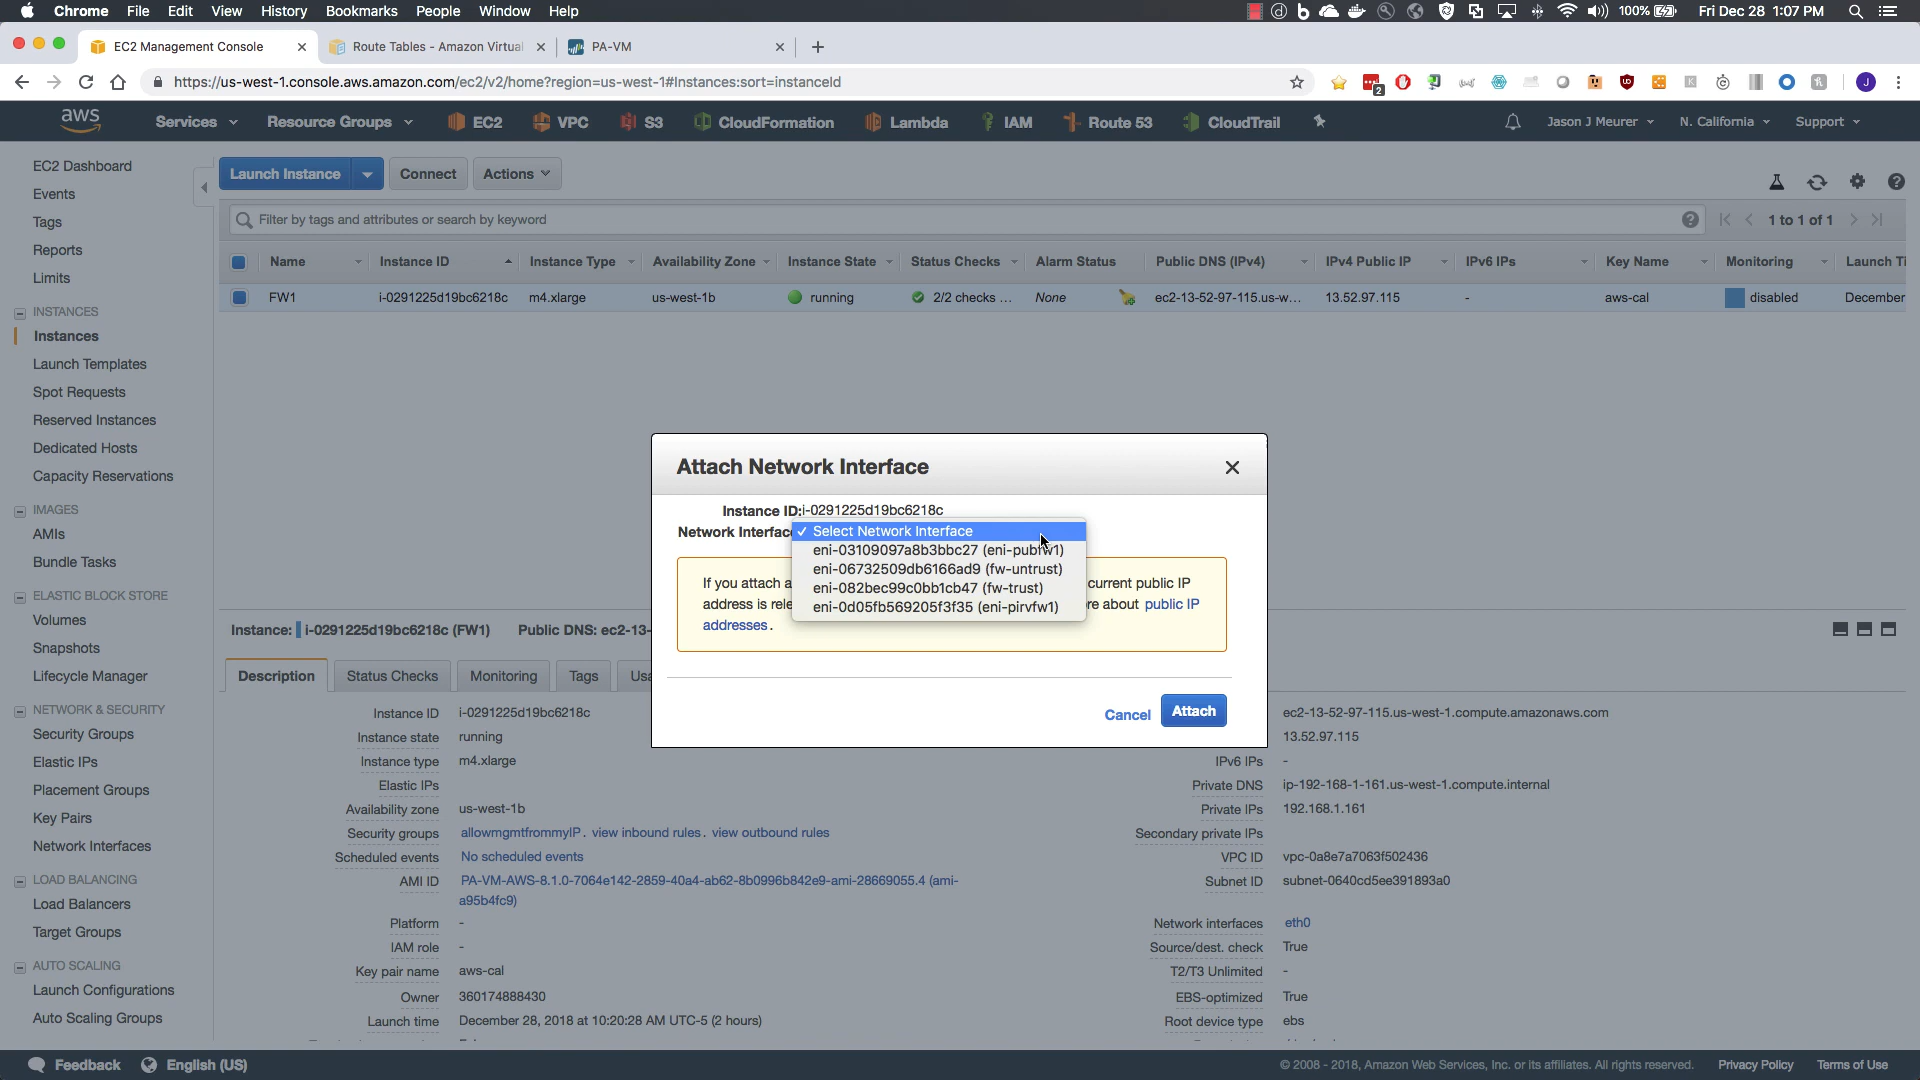 Chrome File Edit View History Bookmarks People Window Help
100% Fri Dec 28 1:07 PM
EC2 Management Console
Route Tables - Amazon Virtual
PA-VM
https://us-west-1.console.aws.amazon.com/ec2/v2/home?region=us-west-1#Instances:sort=instanceId
2
J
aws Services Resource Groups EC2 VPC S3 CloudFormation Lambda IAM Route 53 CloudTrail Jason J Meurer N. California Support
EC2 Dashboard
Events
Tags
Reports
Limits
INSTANCES
Instances
Launch Templates
Spot Requests
Reserved Instances
Dedicated Hosts
Capacity Reservations
IMAGES
AMIs
Bundle Tasks
ELASTIC BLOCK STORE
Volumes
Snapshots
Lifecycle Manager
NETWORK & SECURITY
Security Groups
Elastic IPs
Placement Groups
Key Pairs
Network Interfaces
LOAD BALANCING
Load Balancers
Target Groups
AUTO SCALING
Launch Configurations
Auto Scaling Groups
Launch Instance Connect Actions
Filter by tags and attributes or search by keyword
1 to 1 of 1
Name Instance ID Instance Type Availability Zone Instance State Status Checks Alarm Status Public DNS (IPv4) IPv4 Public IP IPv6 IPs Key Name Monitoring Launch Ti
FW1 i-0291225d19bc6218c m4.xlarge us-west-1b running 2/2 checks ... None ec2-13-52-97-115.us-w... 13.52.97.115 - aws-cal disabled December
Attach Network Interface
Instance ID: i-0291225d19bc6218c
Network Interface
✓ Select Network Interface
eni-03109097a8b3bbc27 (eni-pubfw1)
eni-06732509db6166ad9 (fw-untrust)
eni-082bec99c0bb1cb47 (fw-trust)
eni-0d05fb569205f3f35 (eni-pirvfw1)
If you attach a current public IP
address is rele re about public IP
addresses.
Cancel Attach
Instance: i-0291225d19bc6218c (FW1) Public DNS: ec2-13-
Description Status Checks Monitoring Tags Usa
Instance ID i-0291225d19bc6218c
Instance state running
Instance type m4.xlarge
Elastic IPs
Availability zone us-west-1b
Security groups allowmgmtfrommyIP. view inbound rules. view outbound rules
Scheduled events No scheduled events
AMI ID PA-VM-AWS-8.1.0-7064e142-2859-40a4-ab62-8b0996b842e9-ami-28669055.4 (ami-
a95b4fc9)
Platform -
IAM role -
Key pair name aws-cal
Owner 360174888430
Launch time December 28, 2018 at 10:20:28 AM UTC-5 (2 hours)
ec2-13-52-97-115.us-west-1.compute.amazonaws.com
13.52.97.115
IPv6 IPs -
Private DNS ip-192-168-1-161.us-west-1.compute.internal
Private IPs 192.168.1.161
Secondary private IPs
VPC ID vpc-0a8e7a7063f502436
Subnet ID subnet-0640cd5ee391893a0
Network interfaces eth0
Source/dest. check True
T2/T3 Unlimited -
EBS-optimized True
Root device type ebs
Feedback English (US) © 2008 - 2018, Amazon Web Services, Inc. or its affiliates. All rights reserved. Privacy Policy Terms of Use